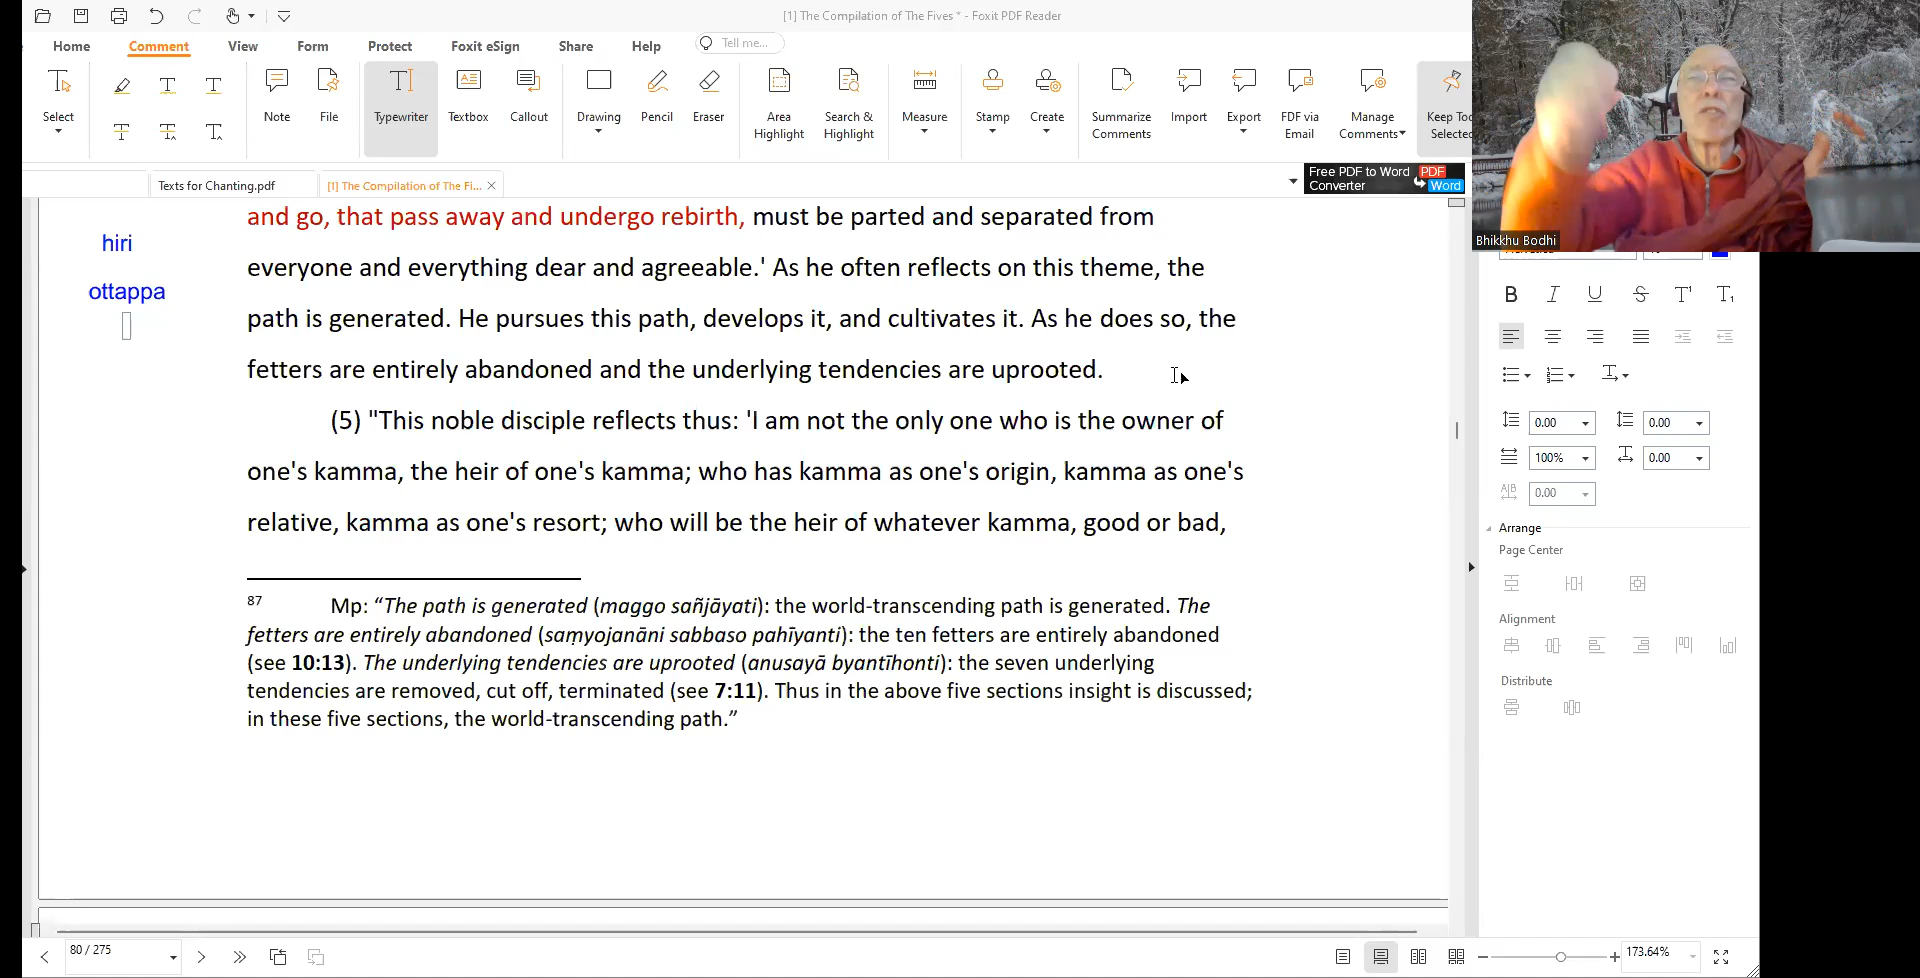 [1] The Compilation of The Fives * - Foxit PDF Reader
Home Comment View Form Protect Foxit eSign Share Help Tell me...
Select Note File Typewriter Textbox Callout Drawing Pencil Eraser Area Highlight Search & Highlight Measure Stamp Create Summarize Comments Import Export FDF via Email Manage Comments Keep Selected
Texts for Chanting.pdf [1] The Compilation of The Fi...
Free PDF to Word Converter PDF Word
Bhikkhu Bodhi
and go, that pass away and undergo rebirth, must be parted and separated from
hiri
everyone and everything dear and agreeable.' As he often reflects on this theme, the
ottappa
path is generated. He pursues this path, develops it, and cultivates it. As he does so, the
fetters are entirely abandoned and the underlying tendencies are uprooted.
(5) "This noble disciple reflects thus: 'I am not the only one who is the owner of
one's kamma, the heir of one's kamma; who has kamma as one's origin, kamma as one's
relative, kamma as one's resort; who will be the heir of whatever kamma, good or bad,
87 Mp: “The path is generated (maggo sañjāyati): the world-transcending path is generated. The
fetters are entirely abandoned (saṃyojanāni sabbaso pahīyanti): the ten fetters are entirely abandoned
(see 10:13). The underlying tendencies are uprooted (anusayā byantīhonti): the seven underlying
tendencies are removed, cut off, terminated (see 7:11). Thus in the above five sections insight is discussed;
in these five sections, the world-transcending path.”
0.00 0.00
100% 0.00
0.00
Arrange
Page Center
Alignment
Distribute
80 / 275
173.64%